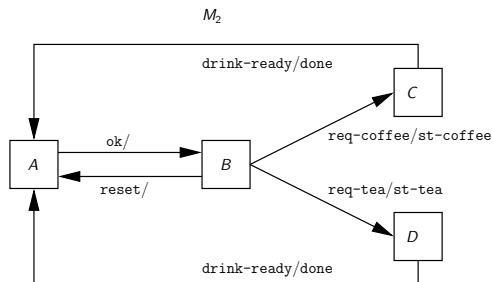 M2
drink-ready/done
C
ok/
req-coffee/st-coffee
A
B
reset/
req-tea/st-tea
D
drink-ready/done